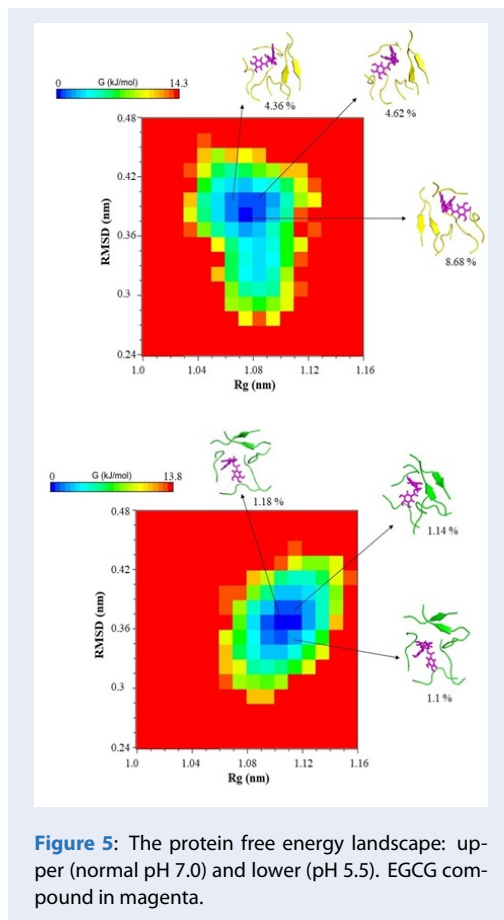 0 G (kJ/mol) 14.3
4.36 %
4.62 %
8.68 %
0.48
0.42
0.36
0.3
0.24
RMSD (nm)
1.0 1.04 1.08 1.12 1.16
Rg (nm)
0 G (kJ/mol) 13.8
1.18 %
1.14 %
1.1 %
0.48
0.42
0.36
0.3
0.24
RMSD (nm)
1.0 1.04 1.08 1.12 1.16
Rg (nm)
Figure 5: The protein free energy landscape: up-
per (normal pH 7.0) and lower (pH 5.5). EGCG com-
pound in magenta.